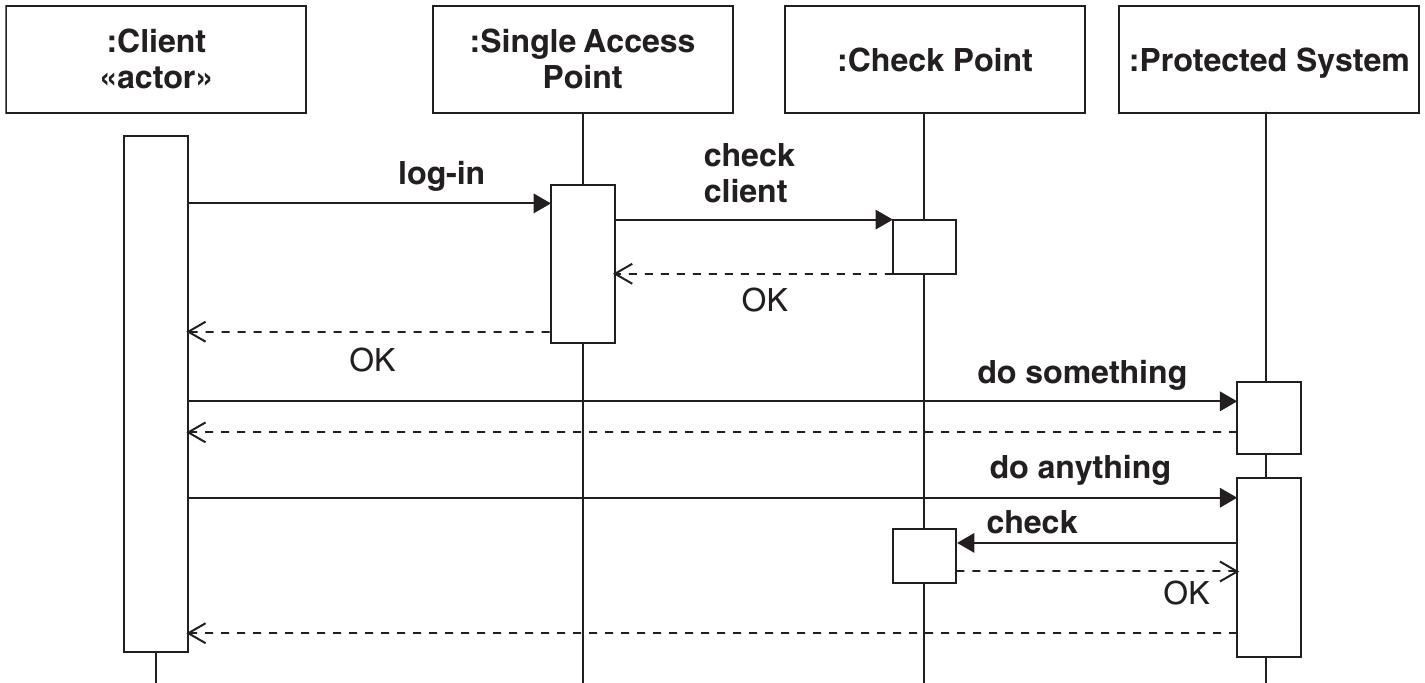 :Client
«actor»
:Single Access
Point
:Check Point
:Protected System
log-in
check
client
OK
OK
do something
do anything
check
OK